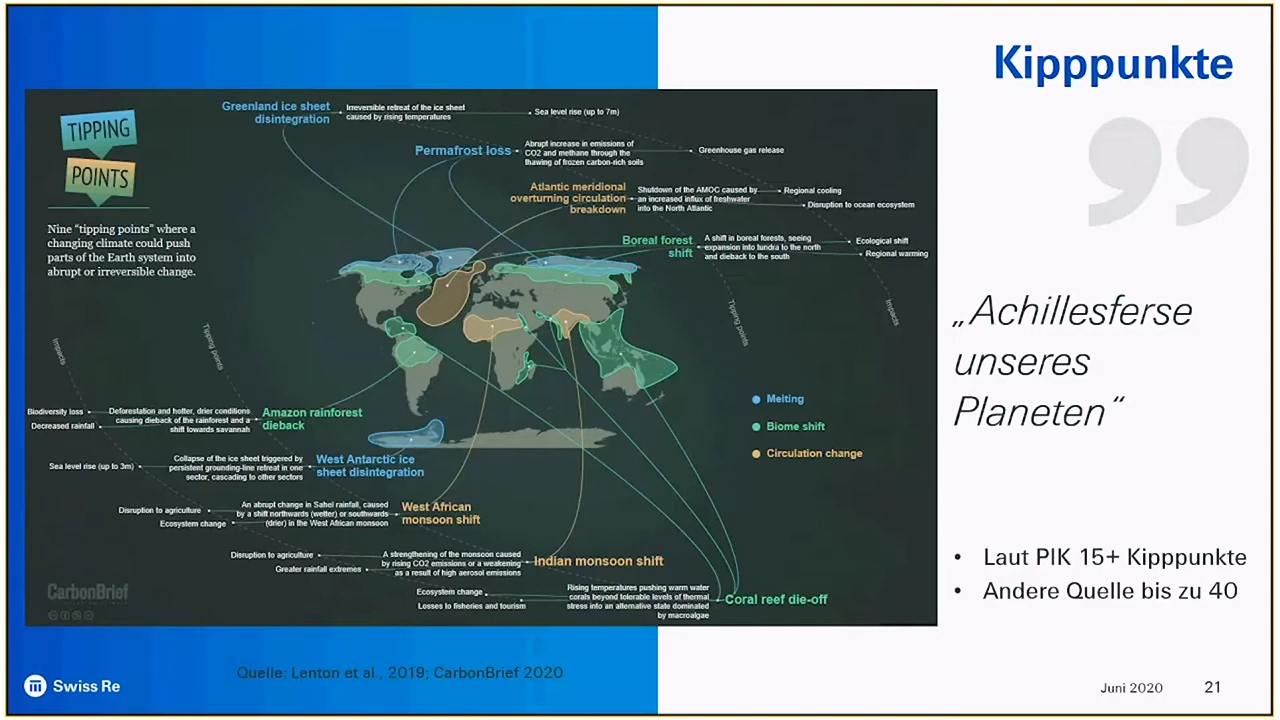 Kipppunkte
TIPPING
POINTS
Nine “tipping points” where a
changing climate could push
parts of the Earth system into
abrupt or irreversible change.
Greenland ice sheet
disintegration
Irreversible retreat of the ice sheet
caused by rising temperatures
Sea level rise (up to 7m)
Permafrost loss
Abrupt increase in emissions of
CO2 and methane through the
thawing of frozen carbon-rich soils
Greenhouse gas release
Atlantic meridional
overturning circulation
breakdown
Shutdown of the AMOC caused by
an increased influx of freshwater
into the North Atlantic
Regional cooling
Disruption to ocean ecosystem
Boreal forest
shift
A shift in boreal forests, seeing
expansion into tundra to the north
and dieback to the south
Ecological shift
Regional warming
Tipping points
Impacts
Impacts
Tipping points
Melting
Biome shift
Circulation change
Biodiversity loss
Decreased rainfall
Deforestation and hotter, drier conditions
causing dieback of the rainforest and a
shift towards savannah
Amazon rainforest
dieback
Sea level rise (up to 3m)
Collapse of the ice sheet triggered by
persistent grounding-line retreat in one
sector, cascading to other sectors
West Antarctic ice
sheet disintegration
Disruption to agriculture
Ecosystem change
An abrupt change in Sahel rainfall, caused
by a shift northwards (wetter) or southwards
(drier) in the West African monsoon
West African
monsoon shift
Disruption to agriculture
Greater rainfall extremes
A strengthening of the monsoon caused
by rising CO2 emissions or a weakening
as a result of high aerosol emissions
Indian monsoon shift
Ecosystem change
Losses to fisheries and tourism
Rising temperatures pushing warm water
corals beyond tolerable levels of thermal
stress into an alternative state dominated
by macroalgae
Coral reef die-off
CarbonBrief
„Achillesferse
unseres
Planeten“
• Laut PIK 15+ Kipppunkte
• Andere Quelle bis zu 40
Quelle: Lenton et al., 2019; CarbonBrief 2020
Swiss Re
Juni 2020
21